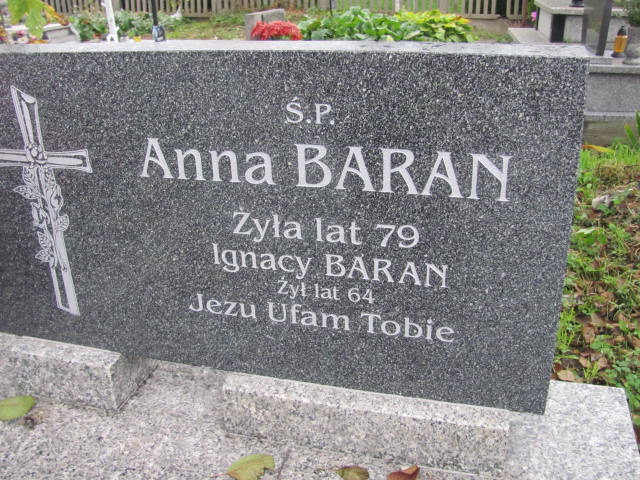 Ś.P.
Anna BARAN
Żyła lat 79
Ignacy BARAN
Żył lat 64
Jezu Ufam Tobie